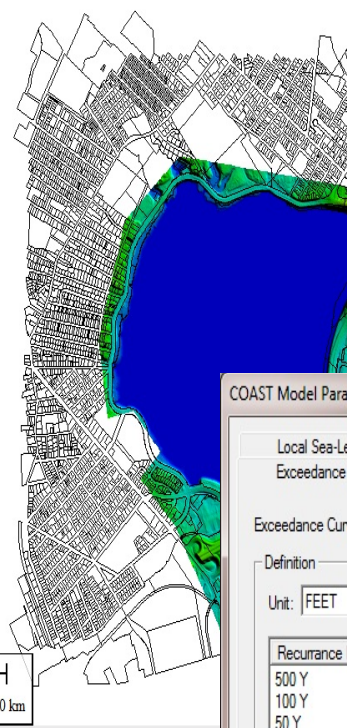 COAST Model Para
Local Sea-Le
Exceedance
Exceedance Cur
Definition
Unit: FEET
Recurrance
500 Y
100 Y
50 Y
H
0 km